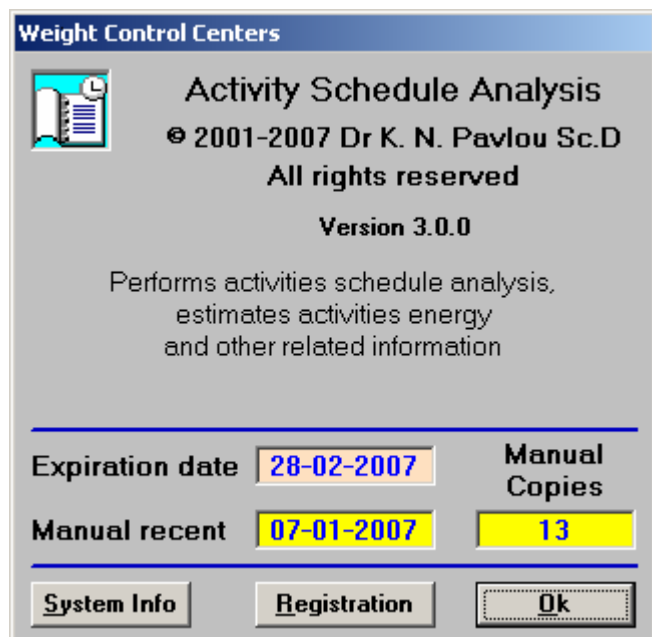 Weight Control Centers
Activity Schedule Analysis
© 2001-2007 Dr K. N. Pavlou Sc.D
All rights reserved
Version 3.0.0
Performs activities schedule analysis,
estimates activities energy
and other related information
Expiration date 28-02-2007
Manual Copies
Manual recent 07-01-2007 13
System Info Registration Ok